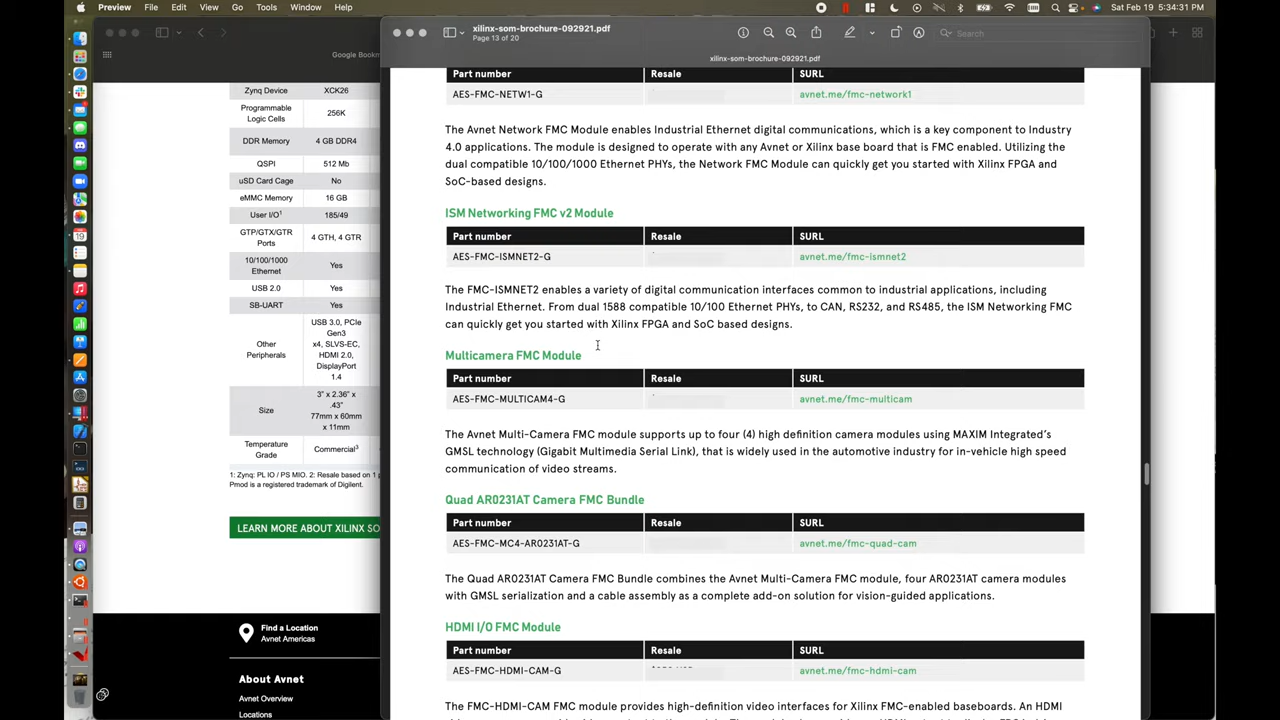 Preview File Edit View Go Tools Window Help
Sat Feb 19 5:34:31 PM
xilinx-som-brochure-092921.pdf
Page 13 of 20
Search
Google Bookm
xilinx-som-brochure-092921.pdf
Zynq Device XCK26
Programmable
Logic Cells 256K
DDR Memory 4 GB DDR4
QSPI 512 Mb
uSD Card Cage No
eMMC Memory 16 GB
User I/O1 185/49
GTP/GTX/GTR
Ports 4 GTH, 4 GTR
10/100/1000
Ethernet Yes
USB 2.0 Yes
SB-UART Yes
Other
Peripherals
USB 3.0, PCIe
Gen3
x4, SLVS-EC,
HDMI 2.0,
DisplayPort
1.4
Size
3" x 2.36" x
.43"
77mm x 60mm
x 11mm
Temperature
Grade Commercial3
1: Zynq: PL IO / PS MIO. 2: Resale based on 1 p
Pmod is a registered trademark of Digilent.
LEARN MORE ABOUT XILINX SO
Find a Location
Avnet Americas
About Avnet
Avnet Overview
Locations
Part number Resale SURL
AES-FMC-NETW1-G avnet.me/fmc-network1
The Avnet Network FMC Module enables Industrial Ethernet digital communications, which is a key component to Industry
4.0 applications. The module is designed to operate with any Avnet or Xilinx base board that is FMC enabled. Utilizing the
dual compatible 10/100/1000 Ethernet PHYs, the Network FMC Module can quickly get you started with Xilinx FPGA and
SoC-based designs.
ISM Networking FMC v2 Module
Part number Resale SURL
AES-FMC-ISMNET2-G avnet.me/fmc-ismnet2
The FMC-ISMNET2 enables a variety of digital communication interfaces common to industrial applications, including
Industrial Ethernet. From dual 1588 compatible 10/100 Ethernet PHYs, to CAN, RS232, and RS485, the ISM Networking FMC
can quickly get you started with Xilinx FPGA and SoC based designs.
Multicamera FMC Module
Part number Resale SURL
AES-FMC-MULTICAM4-G avnet.me/fmc-multicam
The Avnet Multi-Camera FMC module supports up to four (4) high definition camera modules using MAXIM Integrated's
GMSL technology (Gigabit Multimedia Serial Link), that is widely used in the automotive industry for in-vehicle high speed
communication of video streams.
Quad AR0231AT Camera FMC Bundle
Part number Resale SURL
AES-FMC-MC4-AR0231AT-G avnet.me/fmc-quad-cam
The Quad AR0231AT Camera FMC Bundle combines the Avnet Multi-Camera FMC module, four AR0231AT camera modules
with GMSL serialization and a cable assembly as a complete add-on solution for vision-guided applications.
HDMI I/O FMC Module
Part number Resale SURL
AES-FMC-HDMI-CAM-G avnet.me/fmc-hdmi-cam
The FMC-HDMI-CAM FMC module provides high-definition video interfaces for Xilinx FMC-enabled baseboards. An HDMI